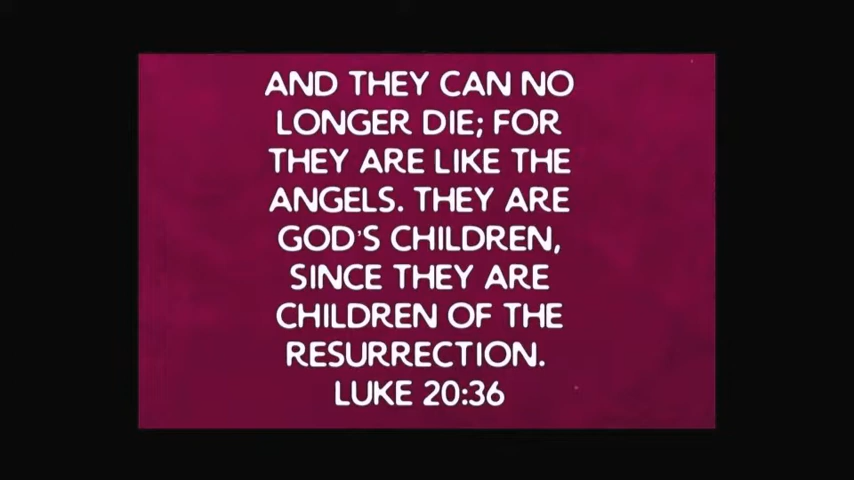 AND THEY CAN NO
LONGER DIE; FOR
THEY ARE LIKE THE
ANGELS. THEY ARE
GOD'S CHILDREN,
SINCE THEY ARE
CHILDREN OF THE
RESURRECTION.
LUKE 20:36